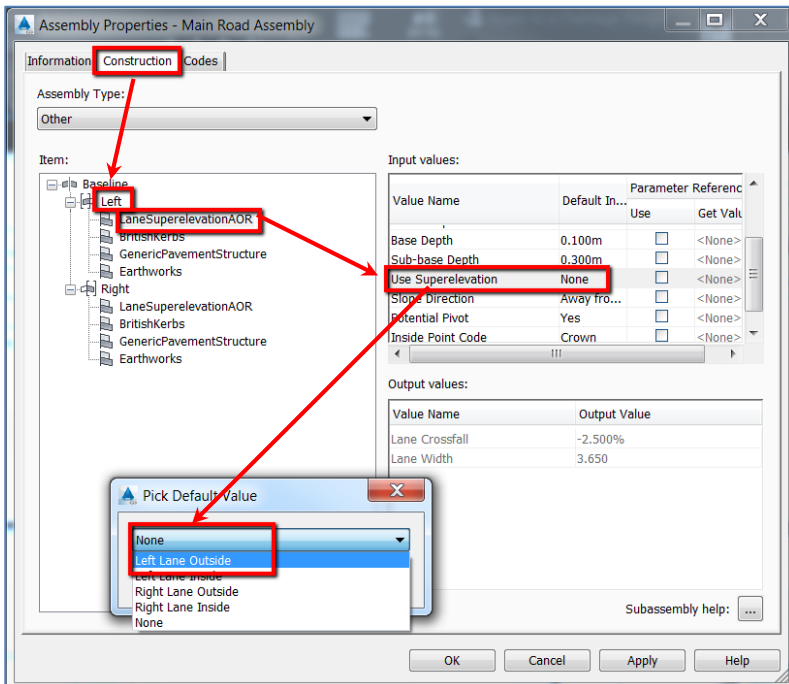 Assembly Properties - Main Road Assembly
Information Construction Codes
Assembly Type:
Other
Item:
Baseline
Left
LaneSuperelevationAOR
BritishKerbs
GenericPavementStructure
Earthworks
Right
LaneSuperelevationAOR
BritishKerbs
GenericPavementStructure
Earthworks
Input values:
Value Name Default In... Parameter Referenc
Use Get Valu
Base Depth 0.100m <None>
Sub-base Depth 0.300m <None>
Use Superelevation None <None>
Slope Direction Away fro... <None>
Potential Pivot Yes <None>
Inside Point Code Crown <None>
Output values:
Value Name Output Value
Lane Crossfall -2.500%
Lane Width 3.650
Pick Default Value
None
Left Lane Outside
Left Lane Inside
Right Lane Outside
Right Lane Inside
None
Subassembly help: ...
OK Cancel Apply Help